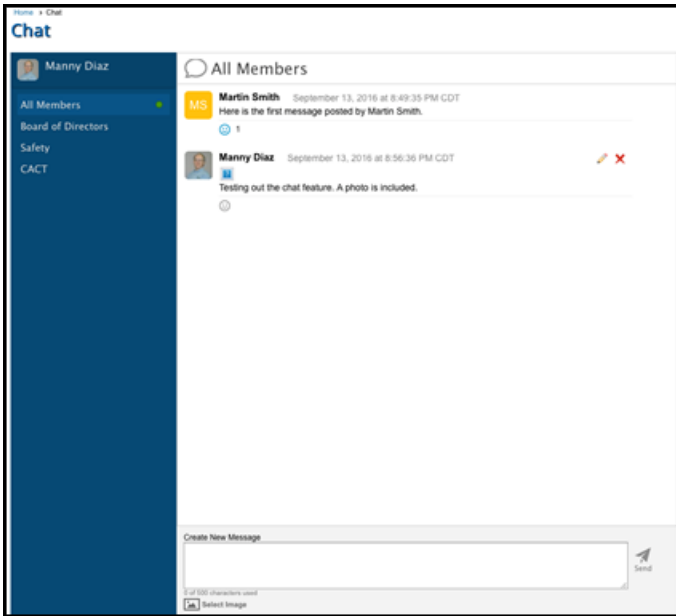 Home › Chat
Chat
Manny Diaz
All Members
Board of Directors
Safety
CACT
All Members
MS
Martin Smith September 13, 2016 at 8:49:35 PM CDT
Here is the first message posted by Martin Smith.
1
Manny Diaz September 13, 2016 at 8:56:36 PM CDT
?
Testing out the chat feature. A photo is included.
Create New Message
Send
0 of 500 characters used
Select Image